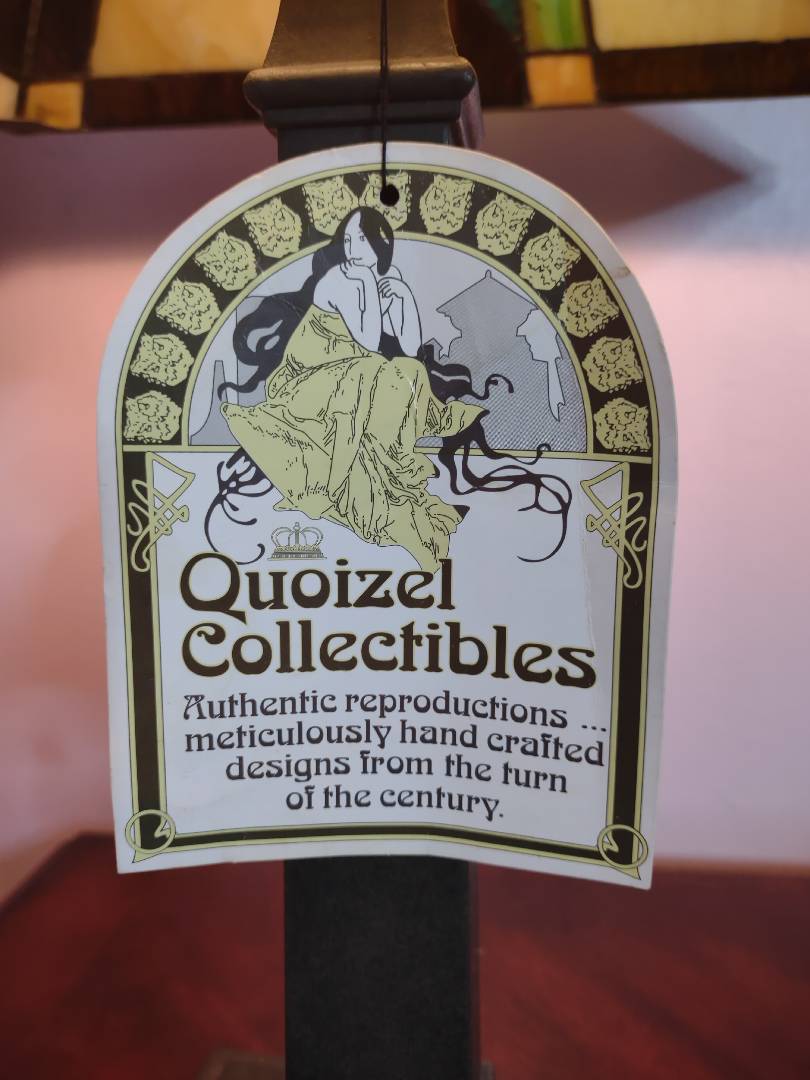 Quoizel
Collectibles
Authentic reproductions ...
meticulously hand crafted
designs from the turn
of the century.